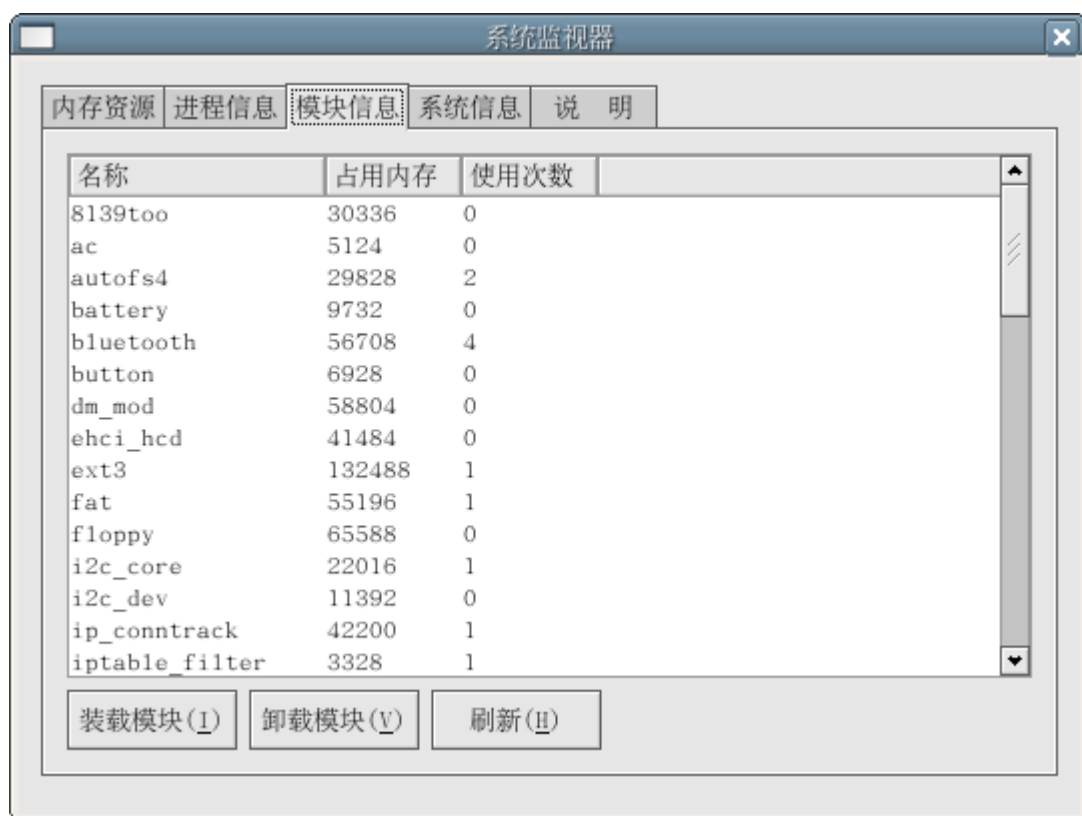 系统监视器
内存资源 进程信息 模块信息 系统信息 说 明
名称 占用内存 使用次数
8139too 30336 0
ac 5124 0
autofs4 29828 2
battery 9732 0
bluetooth 56708 4
button 6928 0
dm_mod 58804 0
ehci_hcd 41484 0
ext3 132488 1
fat 55196 1
floppy 65588 0
i2c_core 22016 1
i2c_dev 11392 0
ip_conntrack 42200 1
iptable_filter 3328 1
装载模块(I) 卸载模块(V) 刷新(H)